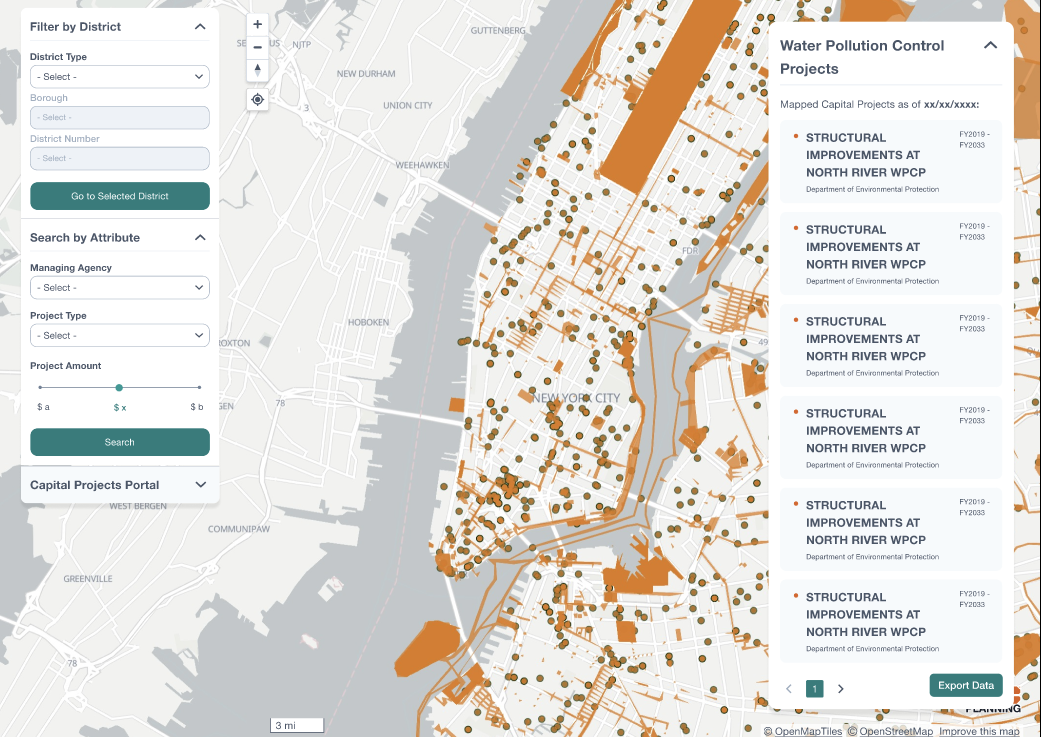 Filter by District
District Type
- Select -
Borough
- Select -
District Number
- Select -
Go to Selected District
Search by Attribute
Managing Agency
- Select -
Project Type
- Select -
Project Amount
$ a
$ x
$ b
Search
Capital Projects Portal
NJTP
GUTTENBERG
NEW DURHAM
3
UNION CITY
WEEHAWKEN
FDR
HOBOKEN
78
NEW YORK CITY
WEST BERGEN
COMMUNIPAW
GREENVILLE
78
3 mi
Water Pollution Control
Projects
Mapped Capital Projects as of xx/xx/xxxx:
STRUCTURAL
IMPROVEMENTS AT
NORTH RIVER WPCP
Department of Environmental Protection
FY2019 -
FY2033
STRUCTURAL
IMPROVEMENTS AT
NORTH RIVER WPCP
Department of Environmental Protection
FY2019 -
FY2033
STRUCTURAL
IMPROVEMENTS AT
NORTH RIVER WPCP
Department of Environmental Protection
FY2019 -
FY2033
STRUCTURAL
IMPROVEMENTS AT
NORTH RIVER WPCP
Department of Environmental Protection
FY2019 -
FY2033
STRUCTURAL
IMPROVEMENTS AT
NORTH RIVER WPCP
Department of Environmental Protection
FY2019 -
FY2033
STRUCTURAL
IMPROVEMENTS AT
NORTH RIVER WPCP
Department of Environmental Protection
FY2019 -
FY2033
1
Export Data
PLANNING
© OpenMapTiles © OpenStreetMap Improve this map